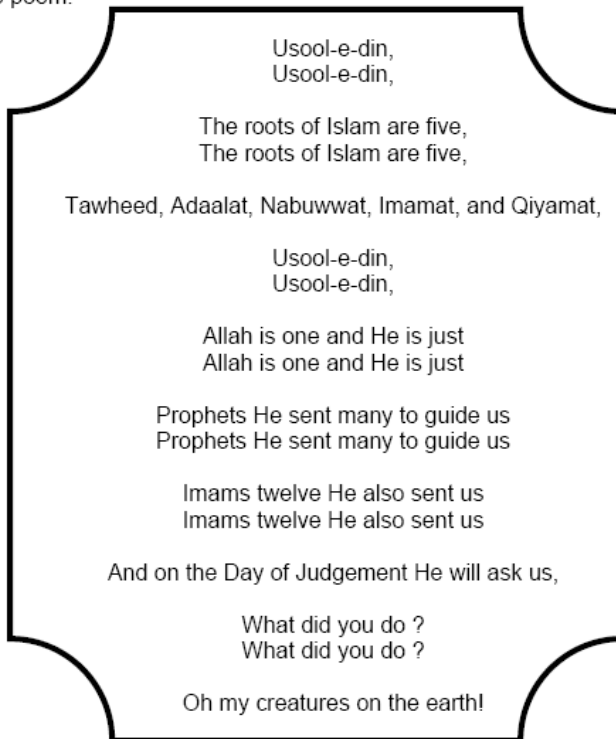 poem.
Usool-e-din,
Usool-e-din,
The roots of Islam are five,
The roots of Islam are five,
Tawheed, Adaalat, Nabuwwat, Imamat, and Qiyamat,
Usool-e-din,
Usool-e-din,
Allah is one and He is just
Allah is one and He is just
Prophets He sent many to guide us
Prophets He sent many to guide us
Imams twelve He also sent us
Imams twelve He also sent us
And on the Day of Judgement He will ask us,
What did you do ?
What did you do ?
Oh my creatures on the earth!